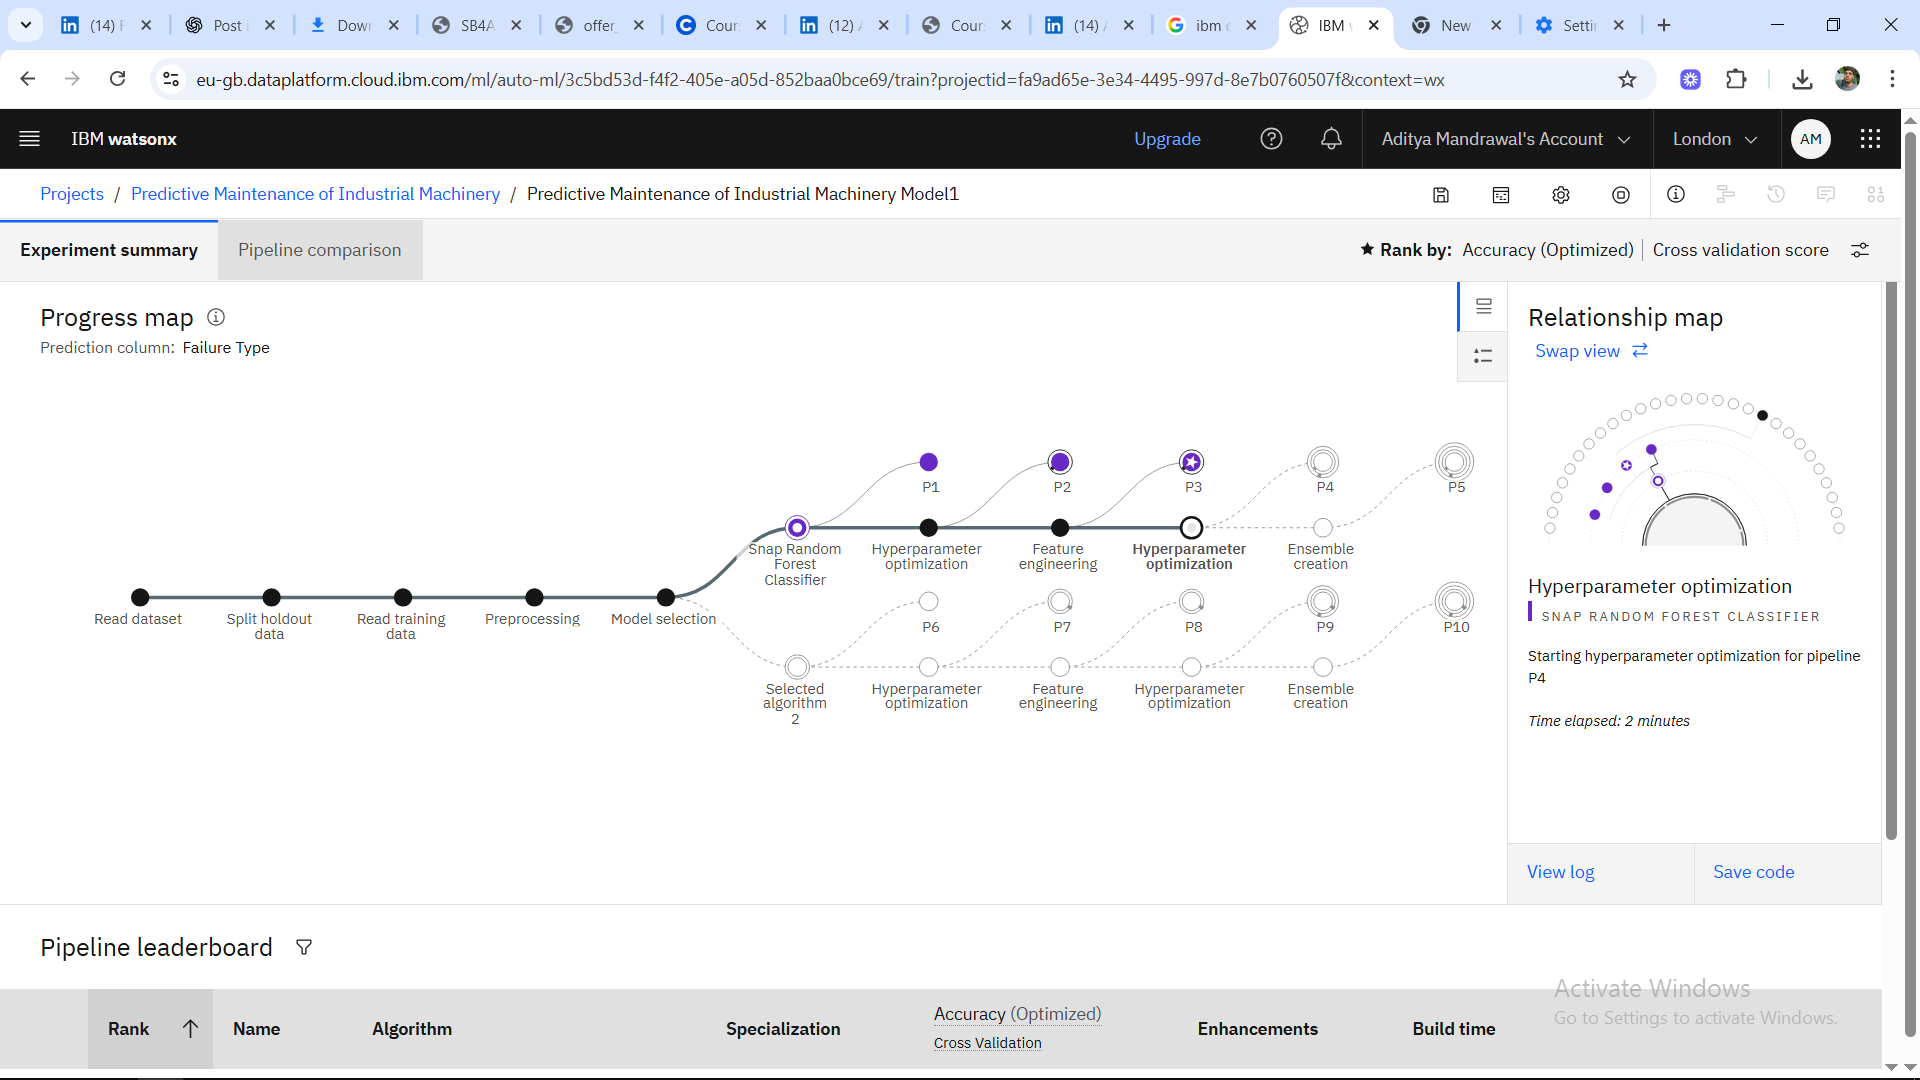 (14) F
Post i
Dow
SB4A
offer_
Cours
(12) A
Cour
(14) A
ibm c
IBM w
New
Settin
eu-gb.dataplatform.cloud.ibm.com/ml/auto-ml/3c5bd53d-f4f2-405e-a05d-852baa0bce69/train?projectid=fa9ad65e-3e34-4495-997d-8e7b0760507f&context=wx
IBM watsonx
Upgrade
Aditya Mandrawal's Account
London
AM
Projects / Predictive Maintenance of Industrial Machinery / Predictive Maintenance of Industrial Machinery Model1
Experiment summary
Pipeline comparison
Rank by: Accuracy (Optimized) | Cross validation score
Progress map
Prediction column: Failure Type
P1
P2
P3
P4
P5
Snap Random
Forest
Classifier
Hyperparameter
optimization
Feature
engineering
Hyperparameter
optimization
Ensemble
creation
Read dataset
Split holdout
data
Read training
data
Preprocessing
Model selection
P6
P7
P8
P9
P10
Selected
algorithm
2
Hyperparameter
optimization
Feature
engineering
Hyperparameter
optimization
Ensemble
creation
Relationship map
Swap view
Hyperparameter optimization
SNAP RANDOM FOREST CLASSIFIER
Starting hyperparameter optimization for pipeline
P4
Time elapsed: 2 minutes
View log
Save code
Pipeline leaderboard
Rank
Name
Algorithm
Specialization
Accuracy (Optimized)
Cross Validation
Enhancements
Build time
Activate Windows
Go to Settings to activate Windows.